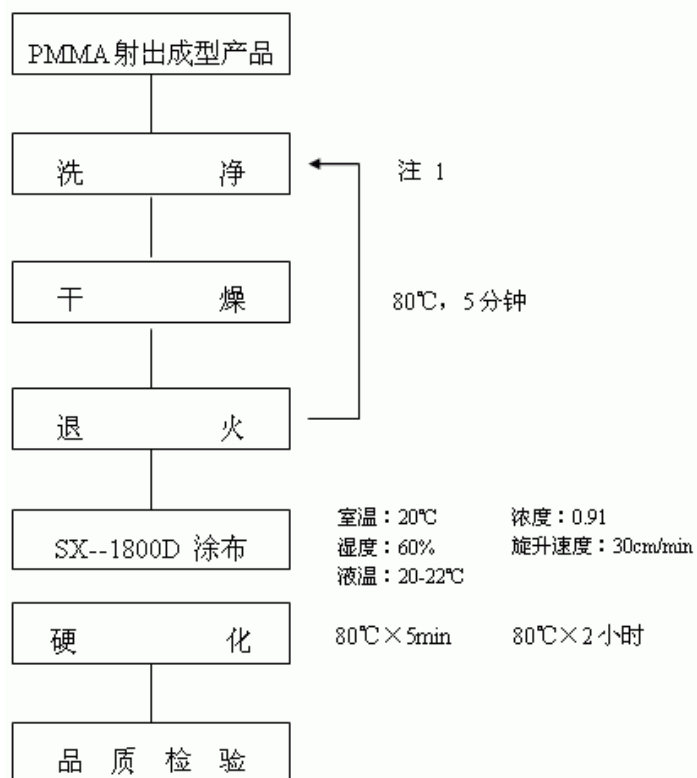 PMMA射出成型产品
洗 净
注 1
干 燥
80℃，5分钟
退 火
SX--1800D 涂布
室温：20℃ 浓度：0.91
湿度：60% 旋升速度：30cm/min
液温：20-22℃
硬 化
80℃×5min 80℃×2小时
品 质 检 验